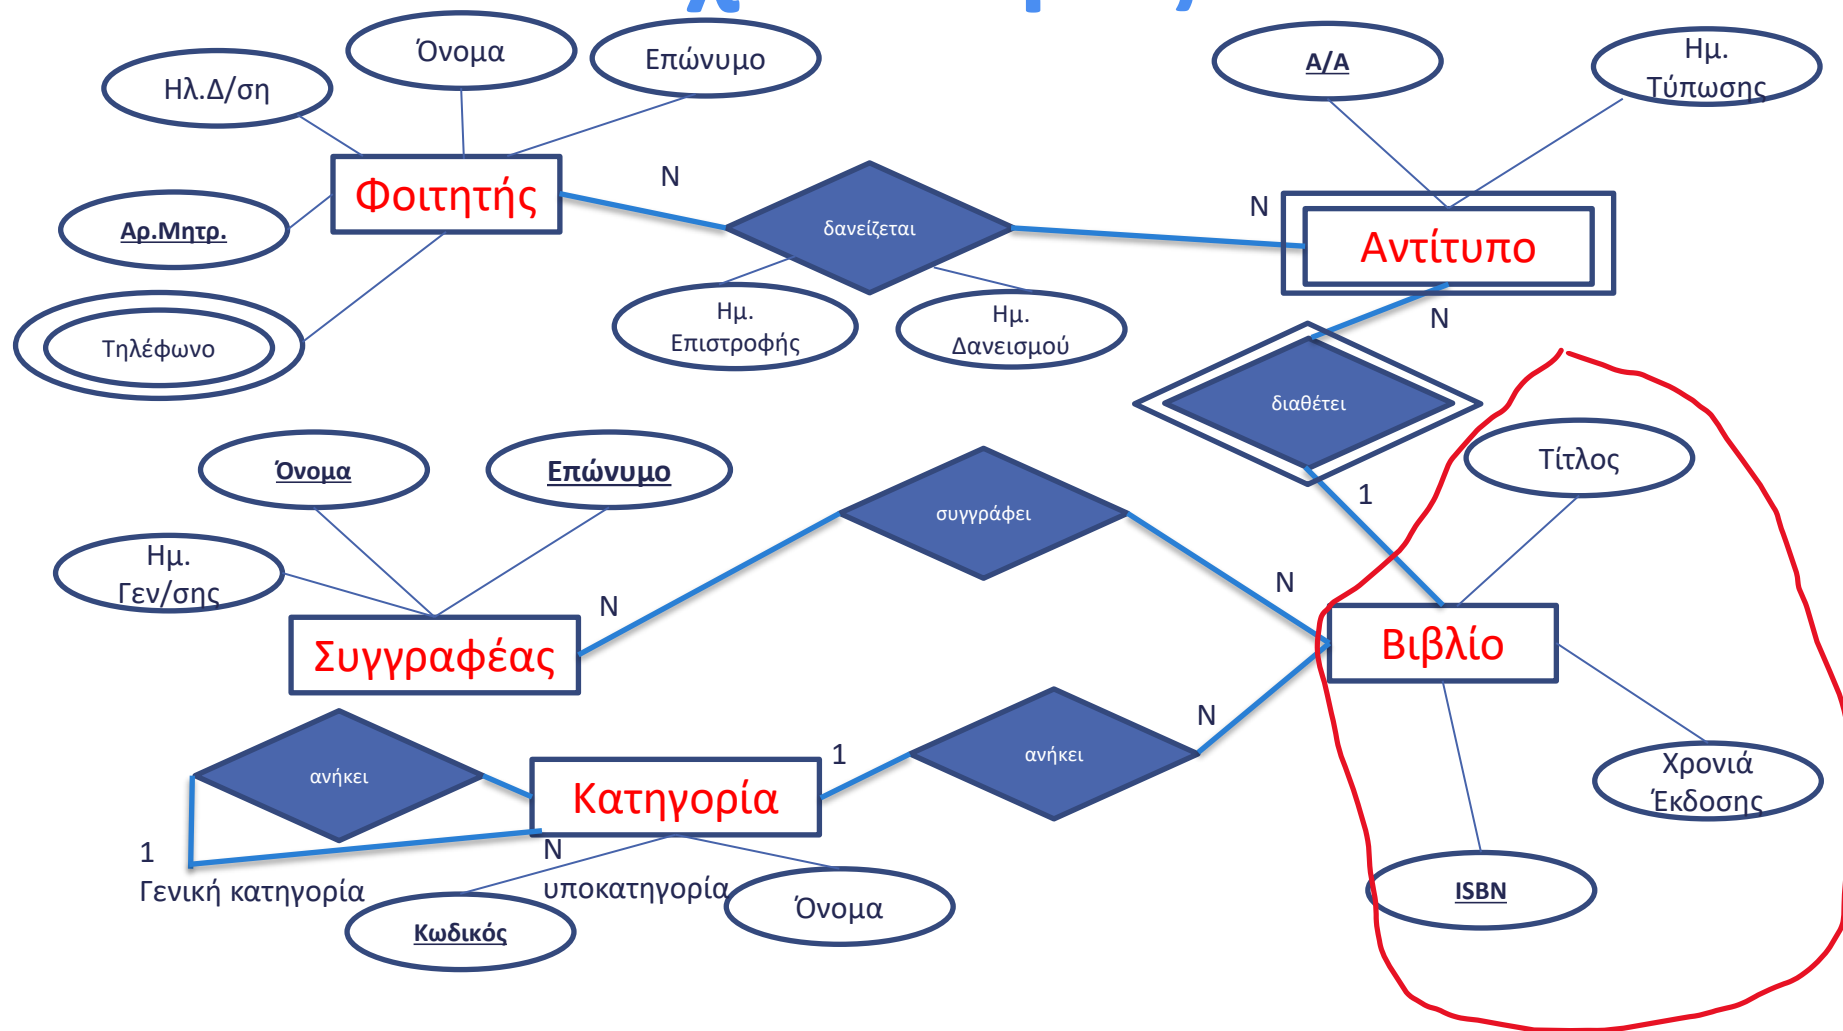 Όνομα
Επώνυμο
Ηλ.Δ/ση
Α/Α
Ημ.
Τύπωσης
Φοιτητής
N
δανείζεται
N
Αντίτυπο
Αρ.Μητρ.
Τηλέφωνο
Ημ.
Επιστροφής
Ημ.
Δανεισμού
N
διαθέτει
1
Τίτλος
Όνομα
Επώνυμο
συγγράφει
Ημ.
Γεν/σης
N
N
Συγγραφέας
Βιβλίο
ανήκει
Κατηγορία
1
ανήκει
N
Χρονιά
Έκδοσης
1
Γενική κατηγορία
N
υποκατηγορία
Κωδικός
Όνομα
ISBN